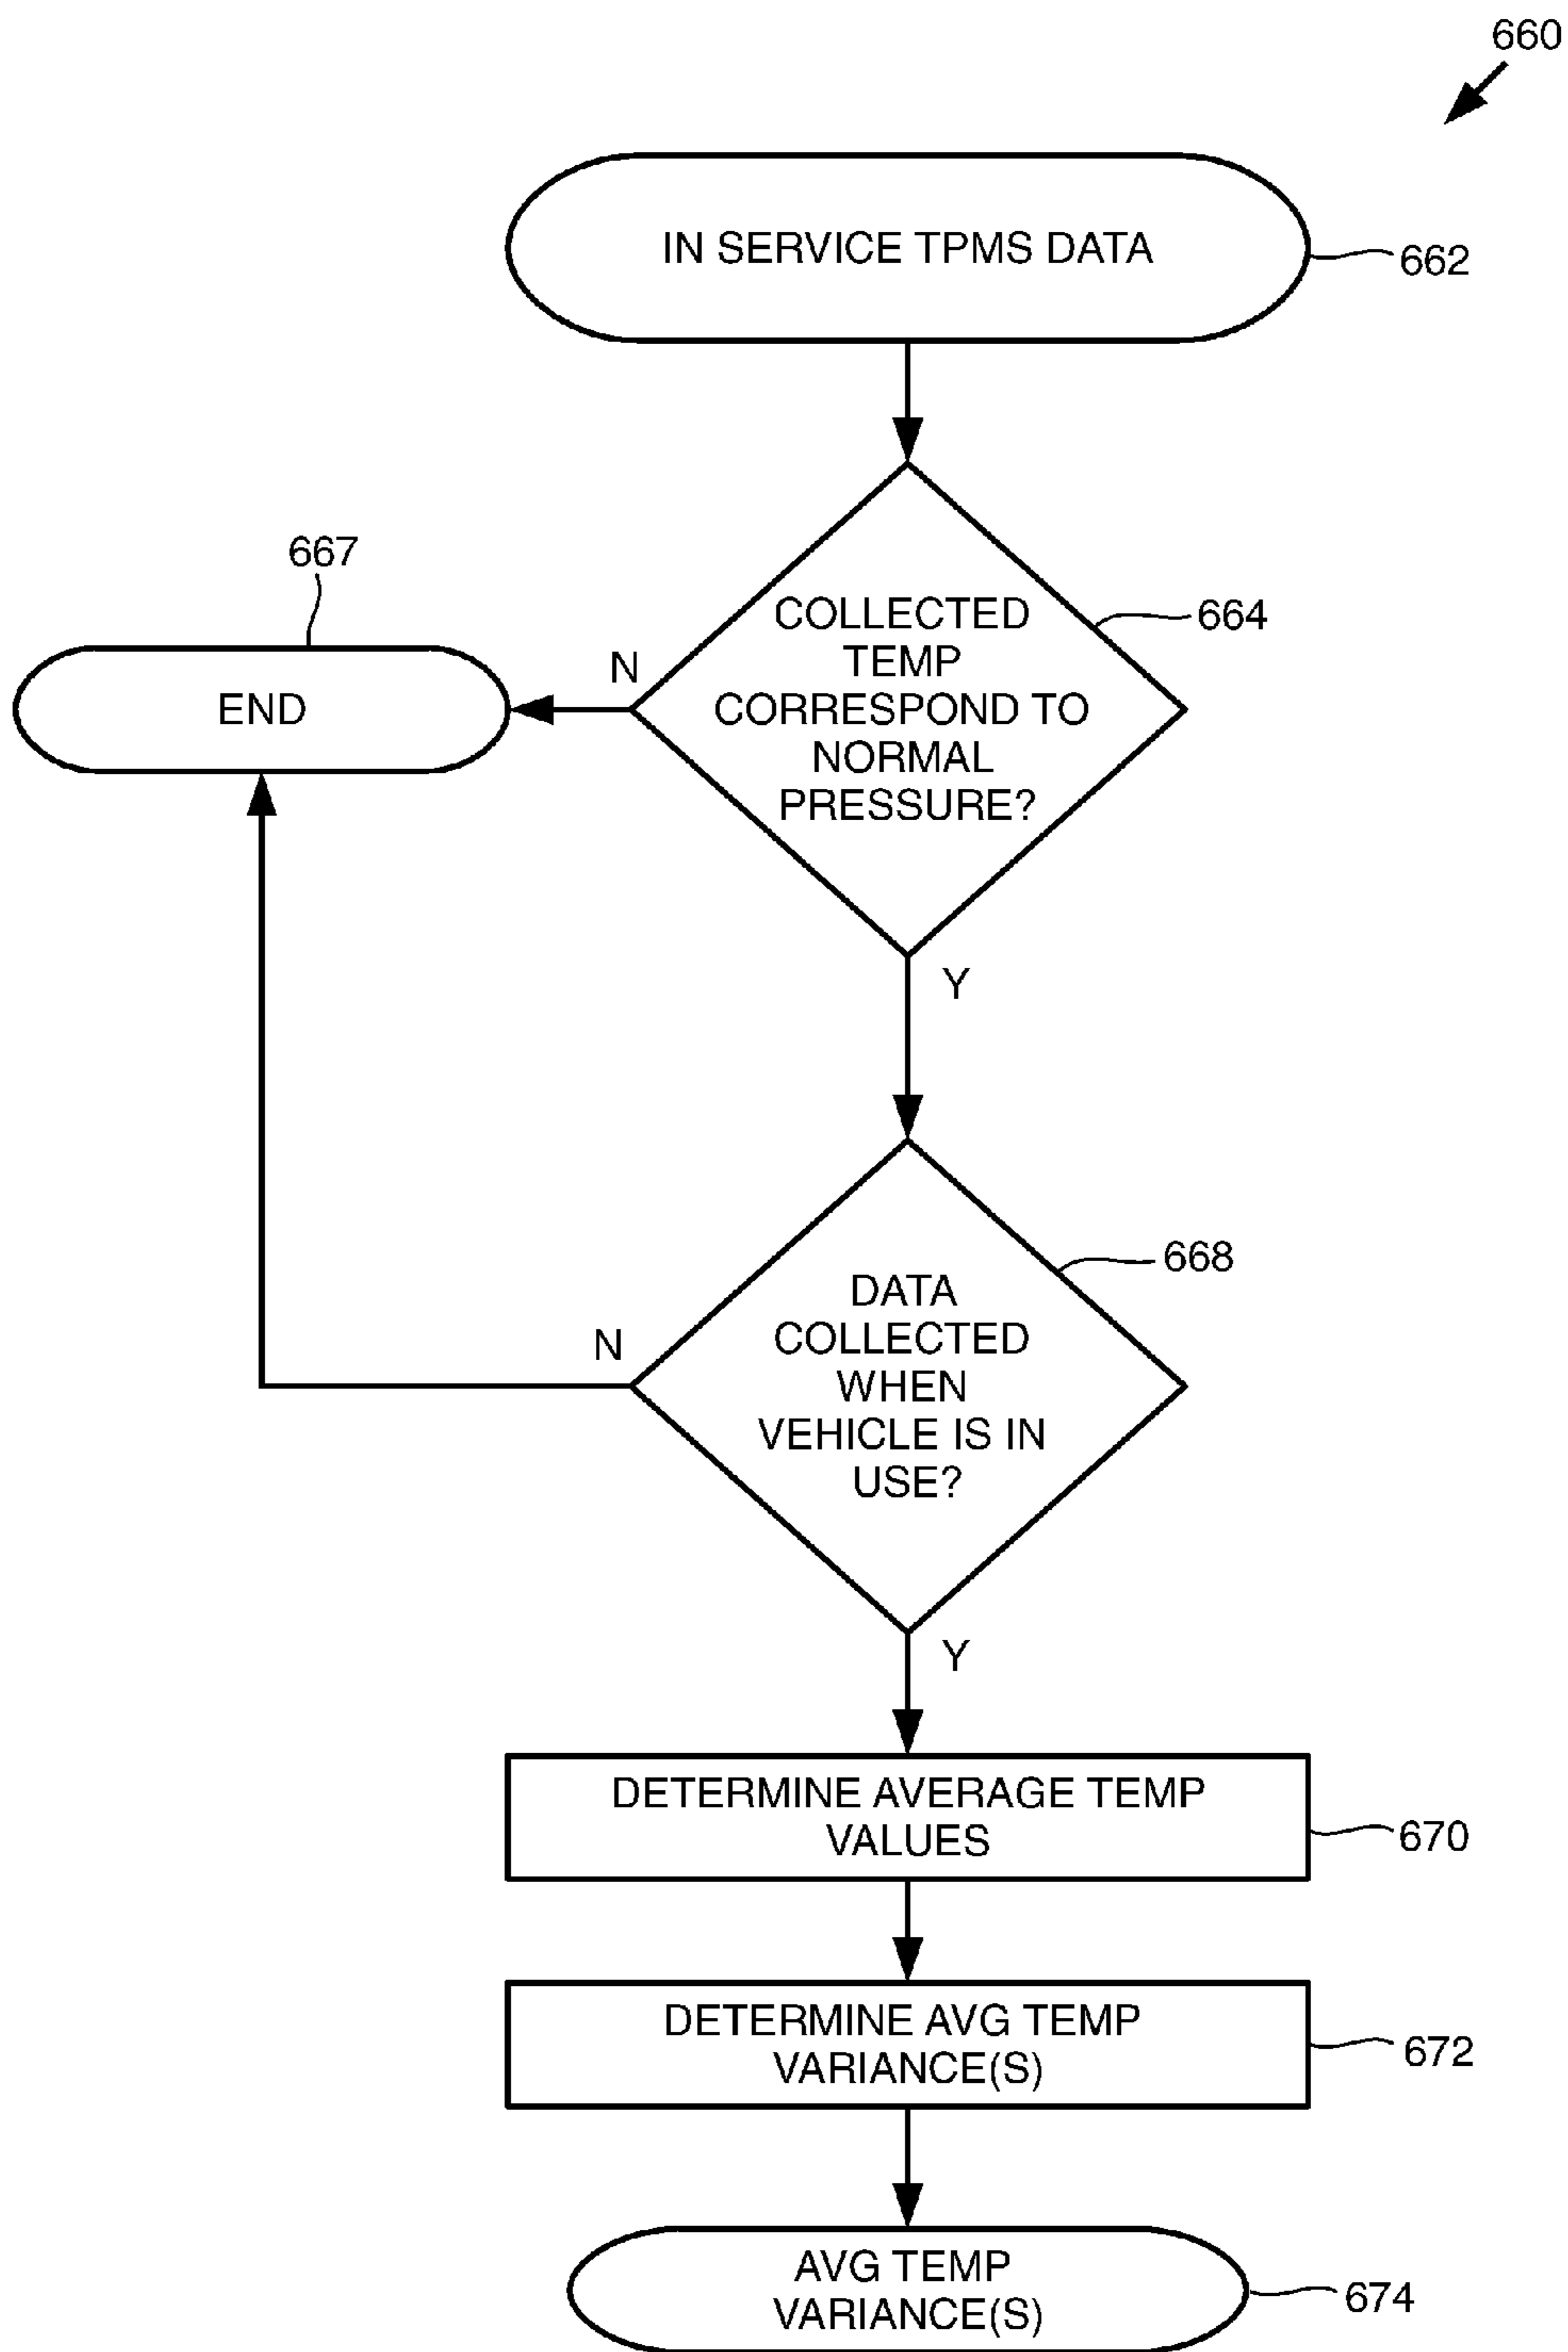 660
IN SERVICE TPMS DATA
662
667
COLLECTED
TEMP
CORRESPOND TO
NORMAL
PRESSURE?
664
N
END
Y
668
DATA
COLLECTED
WHEN
VEHICLE IS IN
USE?
N
Y
DETERMINE AVERAGE TEMP
VALUES
670
DETERMINE AVG TEMP
VARIANCE(S)
672
AVG TEMP
VARIANCE(S)
674